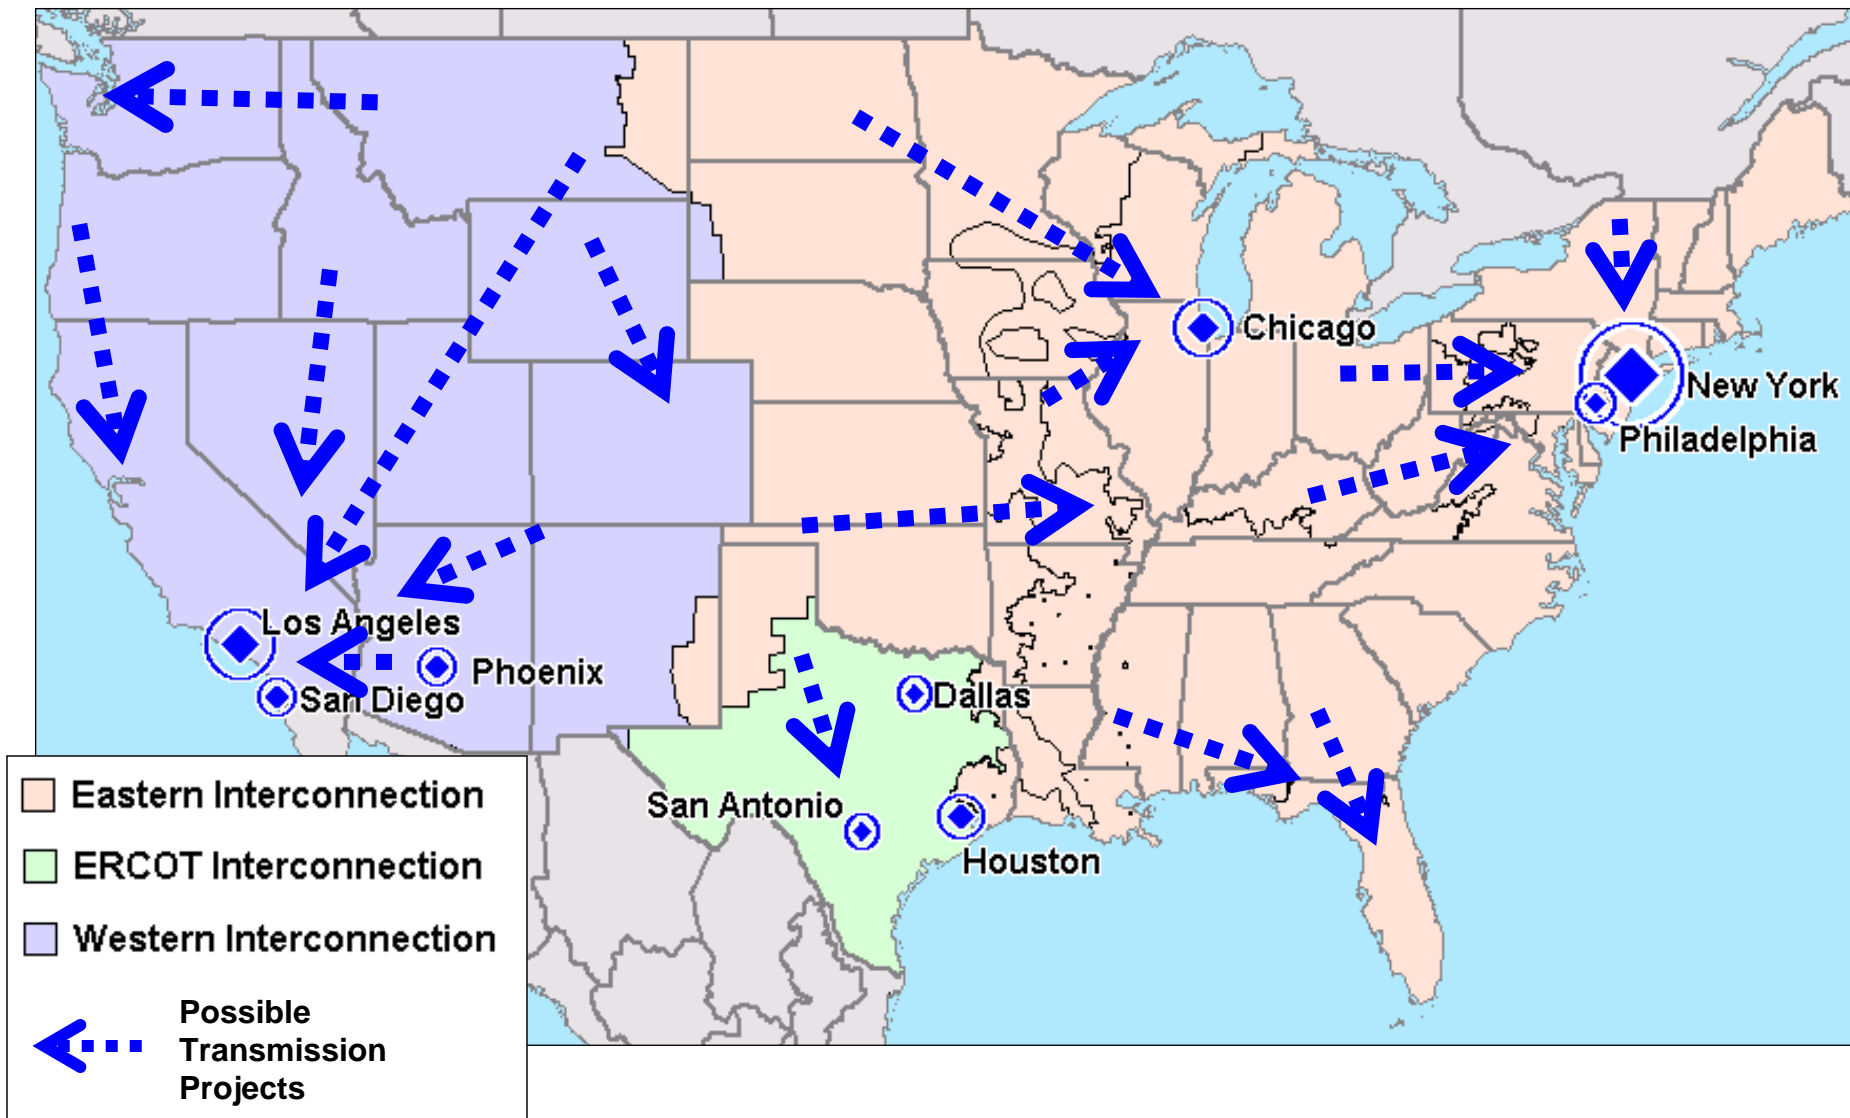 Chicago
New York
Philadelphia
Los Angeles
Phoenix
San Diego
Dallas
San Antonio
Houston
Eastern Interconnection
ERCOT Interconnection
Western Interconnection
Possible
Transmission
Projects